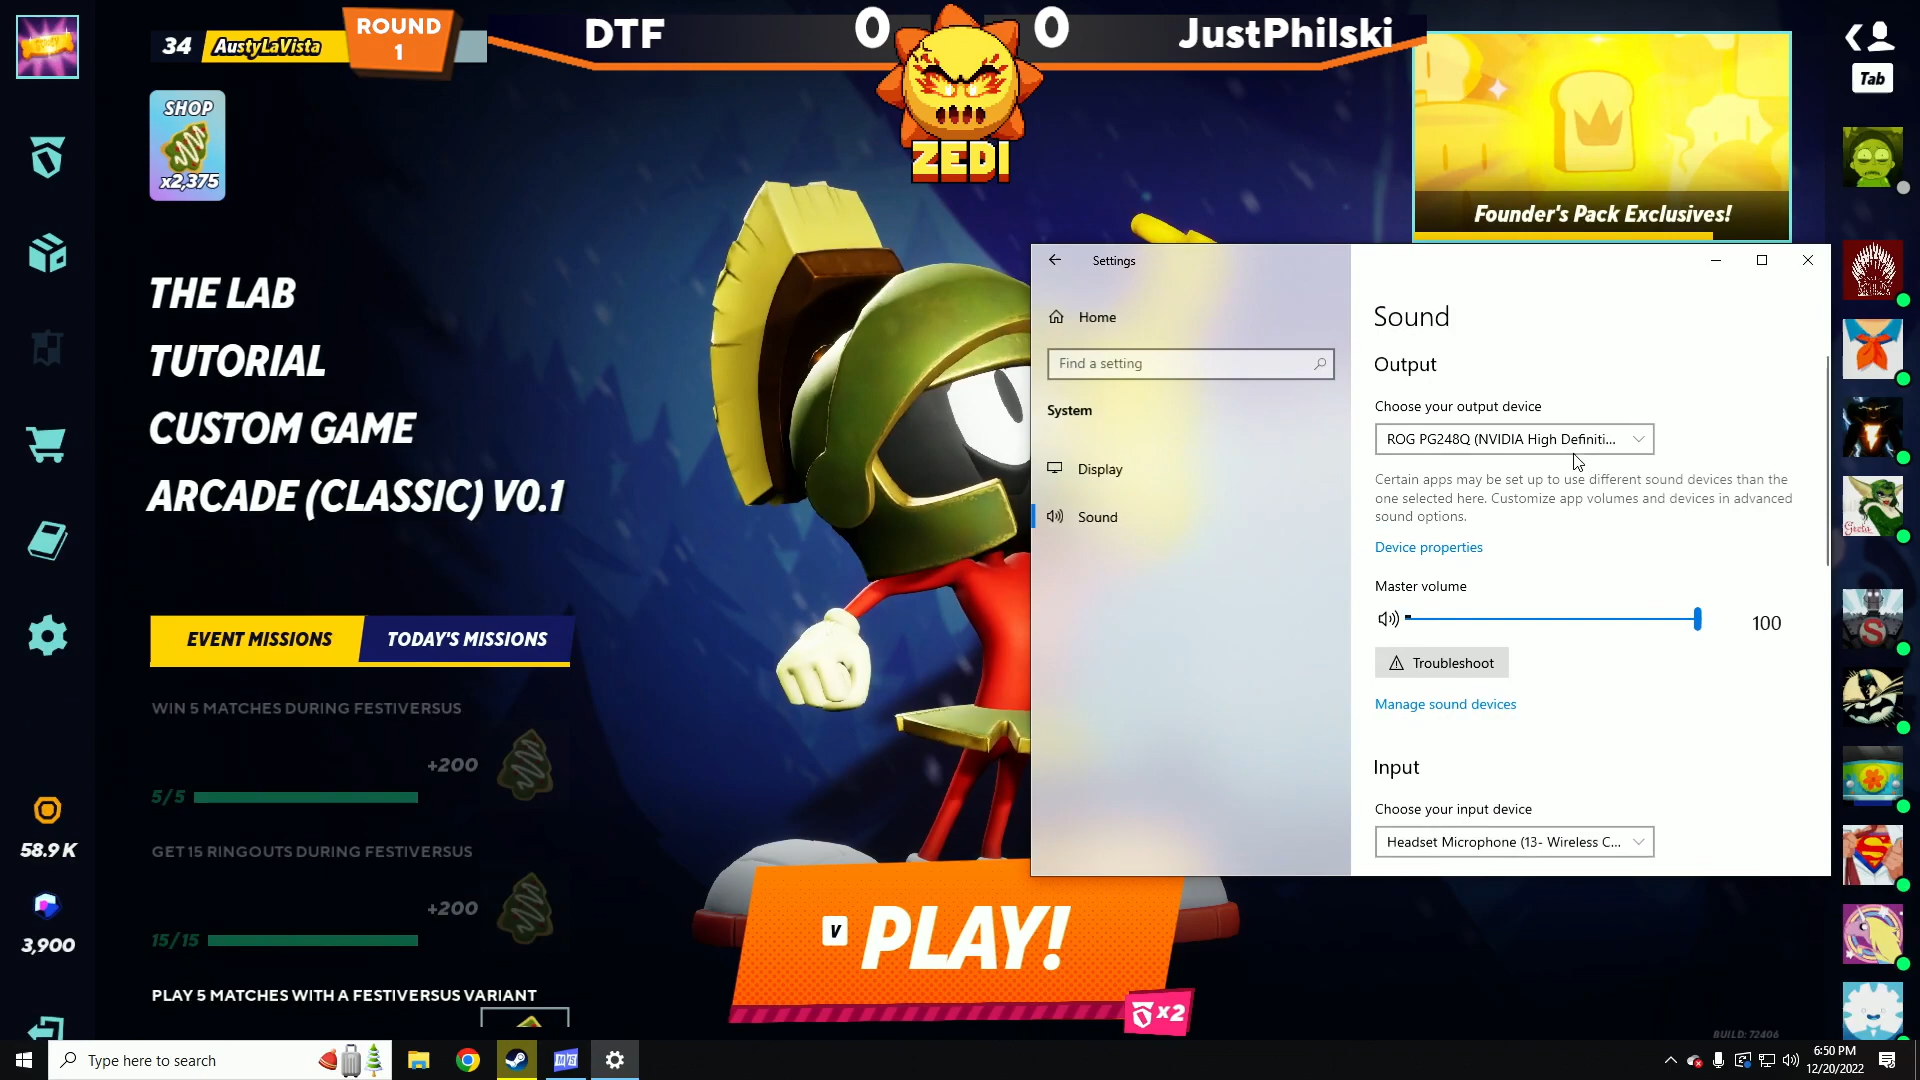 34 AustyLaVista
ROUND
1
DTF 0
ZEDI
0 JustPhilski
Tab
SHOP
x2,375
Founder's Pack Exclusives!
THE LAB
TUTORIAL
CUSTOM GAME
ARCADE (CLASSIC) V0.1
EVENT MISSIONS
TODAY'S MISSIONS
WIN 5 MATCHES DURING FESTIVERSUS
+200
5/5
GET 15 RINGOUTS DURING FESTIVERSUS
+200
15/15
PLAY 5 MATCHES WITH A FESTIVERSUS VARIANT
58.9 K
3,900
V PLAY!
x2
Settings
Home
Find a setting
System
Display
Sound
Sound
Output
Choose your output device
ROG PG248Q (NVIDIA High Definiti...
Certain apps may be set up to use different sound devices than the
one selected here. Customize app volumes and devices in advanced
sound options.
Device properties
Master volume
100
Troubleshoot
Manage sound devices
Input
Choose your input device
Headset Microphone (13- Wireless C...
Greta
S
BUILD: 72406
Type here to search
6:50 PM
12/20/2022